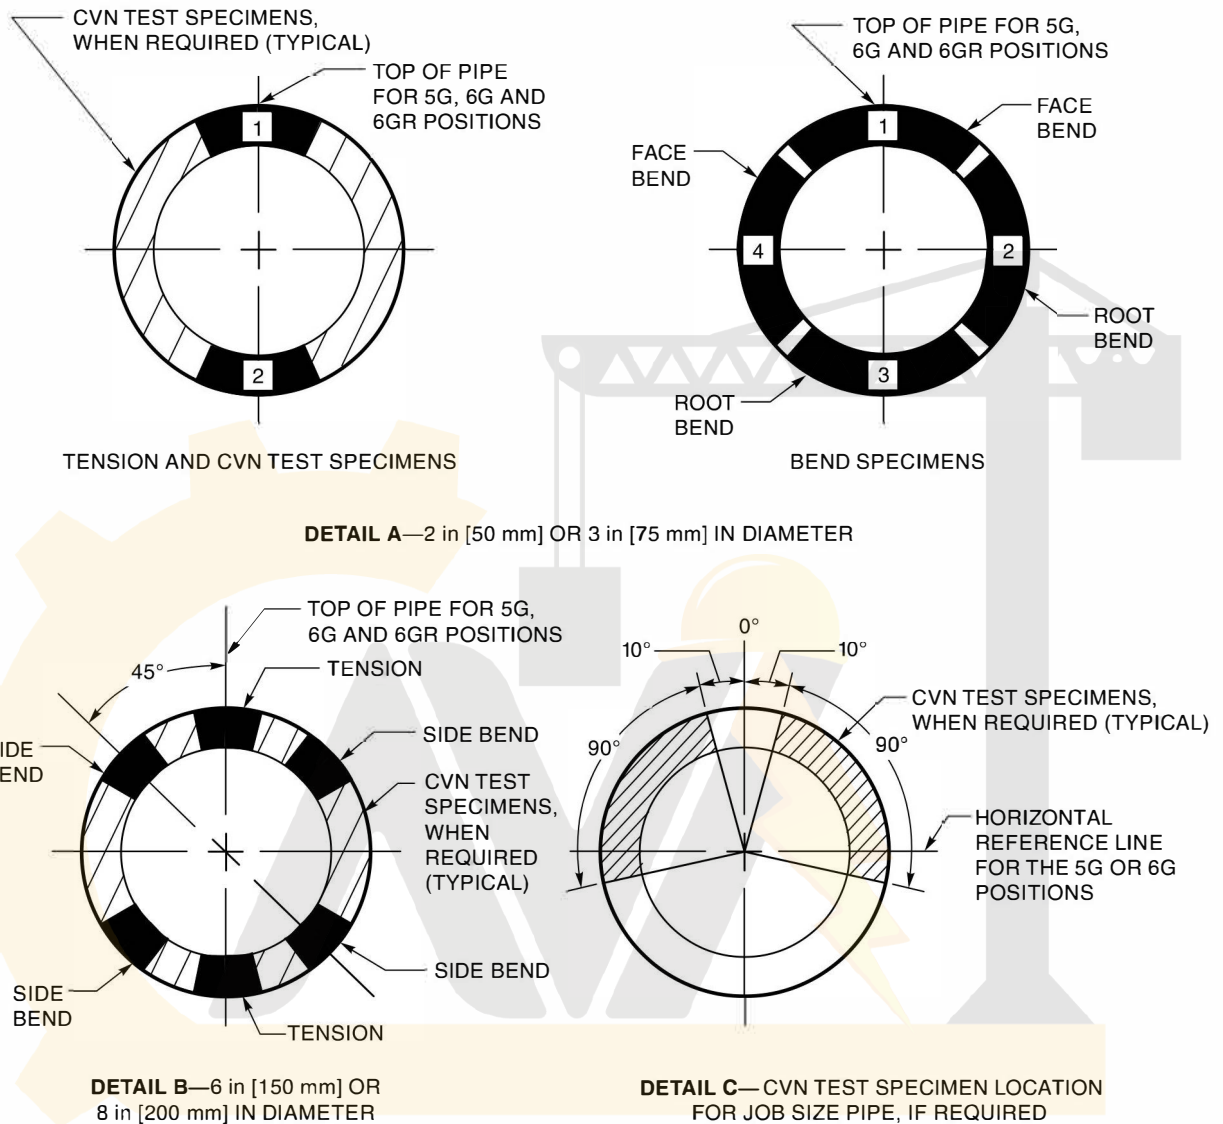 CVN TEST SPECIMENS,
WHEN REQUIRED (TYPICAL)
TOP OF PIPE
FOR 5G, 6G AND
6GR POSITIONS
1
2
TENSION AND CVN TEST SPECIMENS
TOP OF PIPE FOR 5G,
6G AND 6GR POSITIONS
FACE
BEND
FACE
BEND
1
4
2
3
ROOT
BEND
ROOT
BEND
BEND SPECIMENS
DETAIL A—2 in [50 mm] OR 3 in [75 mm] IN DIAMETER
TOP OF PIPE FOR 5G,
6G AND 6GR POSITIONS
45°
TENSION
SIDE BEND
IDE
END
CVN TEST
SPECIMENS,
WHEN
REQUIRED
(TYPICAL)
SIDE BEND
SIDE
BEND
TENSION
DETAIL B—6 in [150 mm] OR
8 in [200 mm] IN DIAMETER
0°
10°
10°
CVN TEST SPECIMENS,
WHEN REQUIRED (TYPICAL)
90°
90°
HORIZONTAL
REFERENCE LINE
FOR THE 5G OR 6G
POSITIONS
DETAIL C—CVN TEST SPECIMEN LOCATION
FOR JOB SIZE PIPE, IF REQUIRED